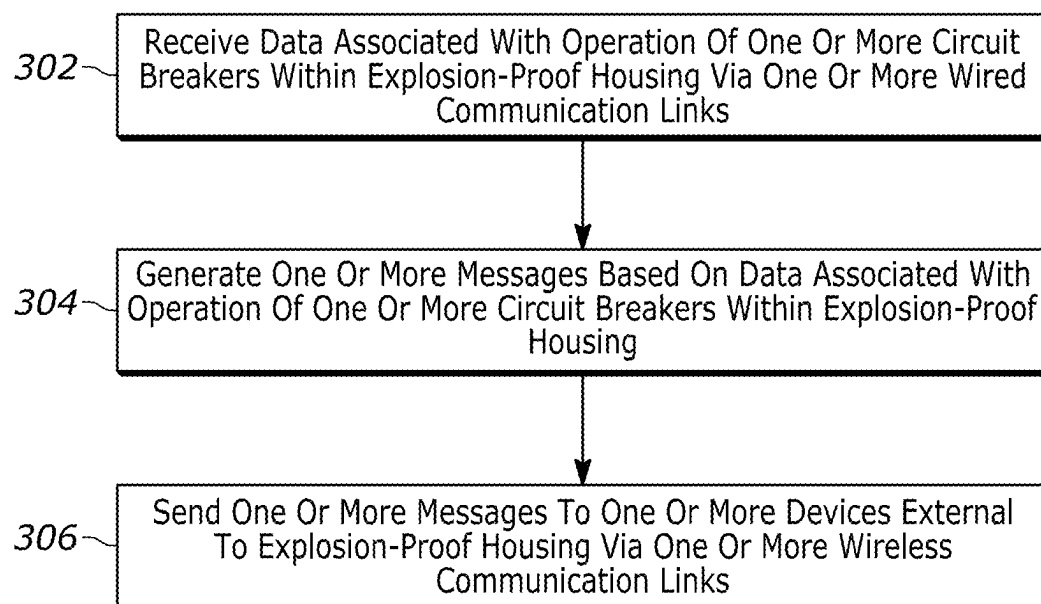 Receive Data Associated With Operation Of One Or More Circuit
302
Breakers Within Explosion-Proof Housing Via One Or More Wired
Communication Links
Generate One Or More Messages Based On Data Associated With
304
Operation Of One Or More Circuit Breakers Within Explosion-Proof
Housing
Send One Or More Messages To One Or More Devices External
306
To Explosion-Proof Housing Via One Or More Wireless
Communication Links